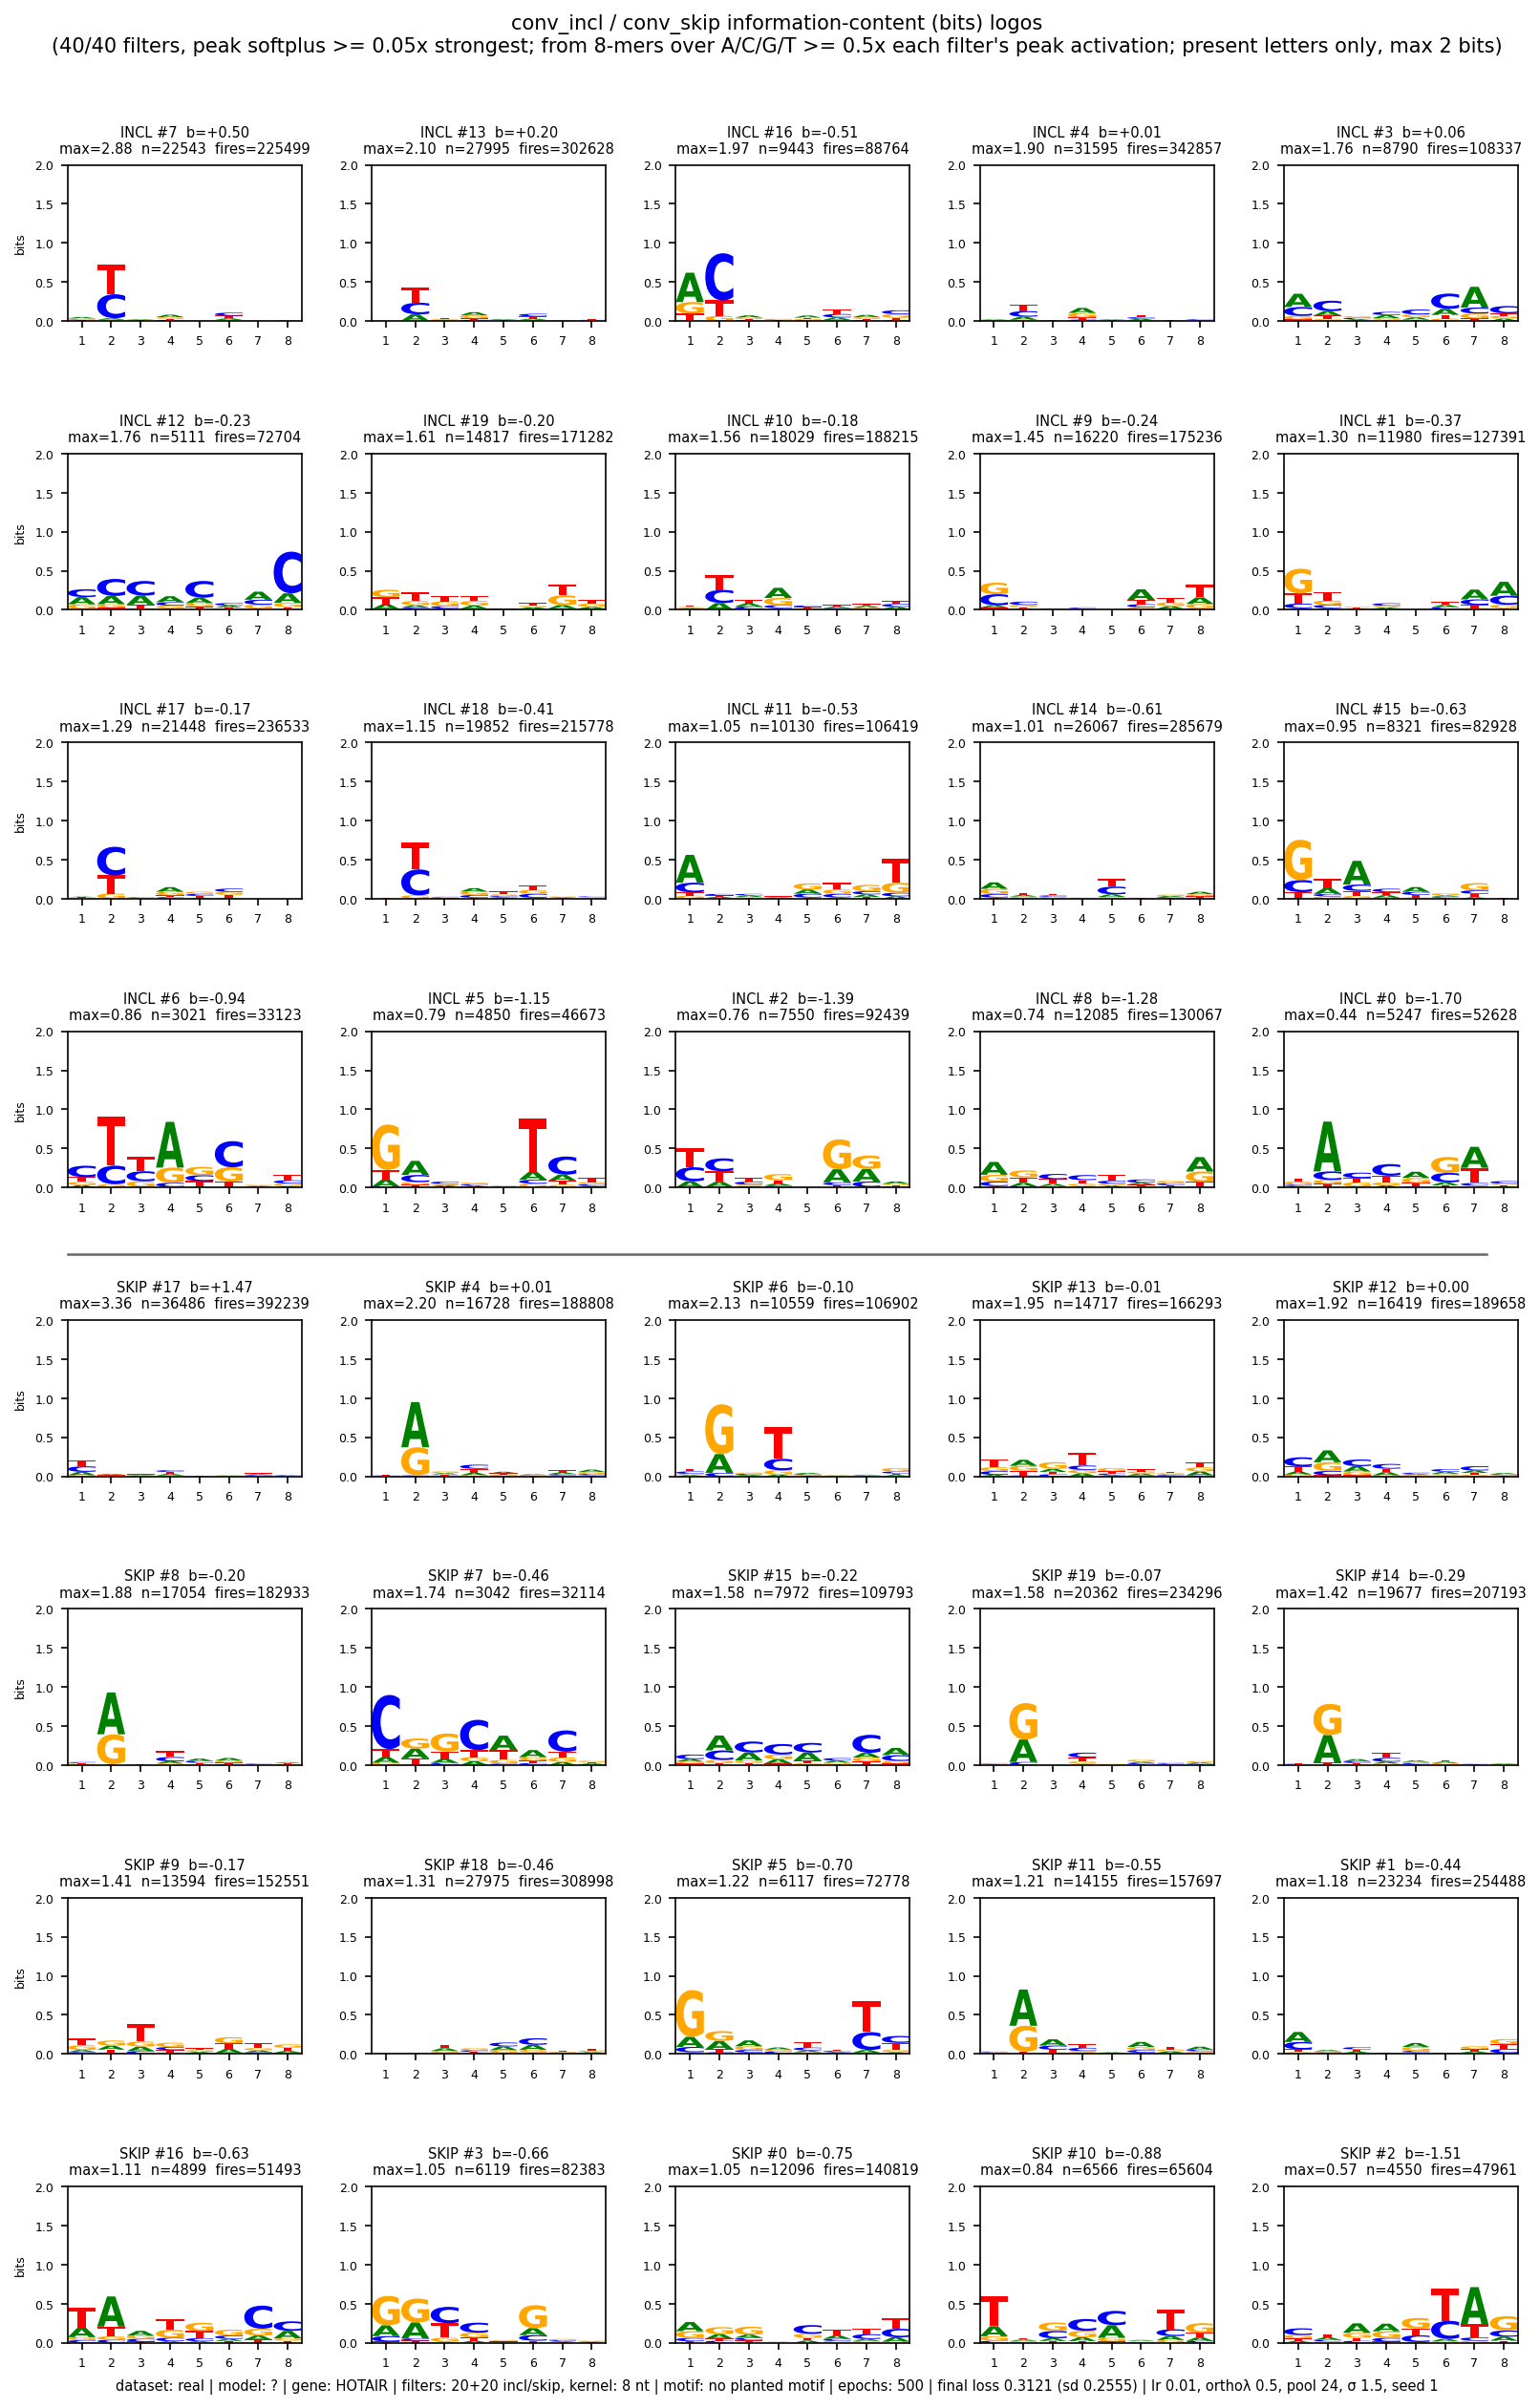 conv_incl / conv_skip information-content (bits) logos
(40/40 filters, peak softplus >= 0.05x strongest; from 8-mers over A/C/G/T >= 0.5x each filter's peak activation; present letters only, max 2 bits)
INCL #7 b=+0.50
max=2.88 n=22543 fires=225499
INCL #13 b=+0.20
max=2.10 n=27995 fires=302628
INCL #16 b=-0.51
max=1.97 n=9443 fires=88764
INCL #4 b=+0.01
max=1.90 n=31595 fires=342857
INCL #3 b=+0.06
max=1.76 n=8790 fires=108337
INCL #12 b=-0.23
max=1.76 n=5111 fires=72704
INCL #19 b=-0.20
max=1.61 n=14817 fires=171282
INCL #10 b=-0.18
max=1.56 n=18029 fires=188215
INCL #9 b=-0.24
max=1.45 n=16220 fires=175236
INCL #1 b=-0.37
max=1.30 n=11980 fires=127391
INCL #17 b=-0.17
max=1.29 n=21448 fires=236533
INCL #18 b=-0.41
max=1.15 n=19852 fires=215778
INCL #11 b=-0.53
max=1.05 n=10130 fires=106419
INCL #14 b=-0.61
max=1.01 n=26067 fires=285679
INCL #15 b=-0.63
max=0.95 n=8321 fires=82928
INCL #6 b=-0.94
max=0.86 n=3021 fires=33123
INCL #5 b=-1.15
max=0.79 n=4850 fires=46673
INCL #2 b=-1.39
max=0.76 n=7550 fires=92439
INCL #8 b=-1.28
max=0.74 n=12085 fires=130067
INCL #0 b=-1.70
max=0.44 n=5247 fires=52628
SKIP #17 b=+1.47
max=3.36 n=36486 fires=392239
SKIP #4 b=+0.01
max=2.20 n=16728 fires=188808
SKIP #6 b=-0.10
max=2.13 n=10559 fires=106902
SKIP #13 b=-0.01
max=1.95 n=14717 fires=166293
SKIP #12 b=+0.00
max=1.92 n=16419 fires=189658
SKIP #8 b=-0.20
max=1.88 n=17054 fires=182933
SKIP #7 b=-0.46
max=1.74 n=3042 fires=32114
SKIP #15 b=-0.22
max=1.58 n=7972 fires=109793
SKIP #19 b=-0.07
max=1.58 n=20362 fires=234296
SKIP #14 b=-0.29
max=1.42 n=19677 fires=207193
SKIP #9 b=-0.17
max=1.41 n=13594 fires=152551
SKIP #18 b=-0.46
max=1.31 n=27975 fires=308998
SKIP #5 b=-0.70
max=1.22 n=6117 fires=72778
SKIP #11 b=-0.55
max=1.21 n=14155 fires=157697
SKIP #1 b=-0.44
max=1.18 n=23234 fires=254488
SKIP #16 b=-0.63
max=1.11 n=4899 fires=51493
SKIP #3 b=-0.66
max=1.05 n=6119 fires=82383
SKIP #0 b=-0.75
max=1.05 n=12096 fires=140819
SKIP #10 b=-0.88
max=0.84 n=6566 fires=65604
SKIP #2 b=-1.51
max=0.57 n=4550 fires=47961
bits
2.0
1.5
1.0
0.5
0.0
1 2 3 4 5 6 7 8
dataset: real | model: ? | gene: HOTAIR | filters: 20+20 incl/skip, kernel: 8 nt | motif: no planted motif | epochs: 500 | final loss 0.3121 (sd 0.2555) | lr 0.01, orthoλ 0.5, pool 24, σ 1.5, seed 1